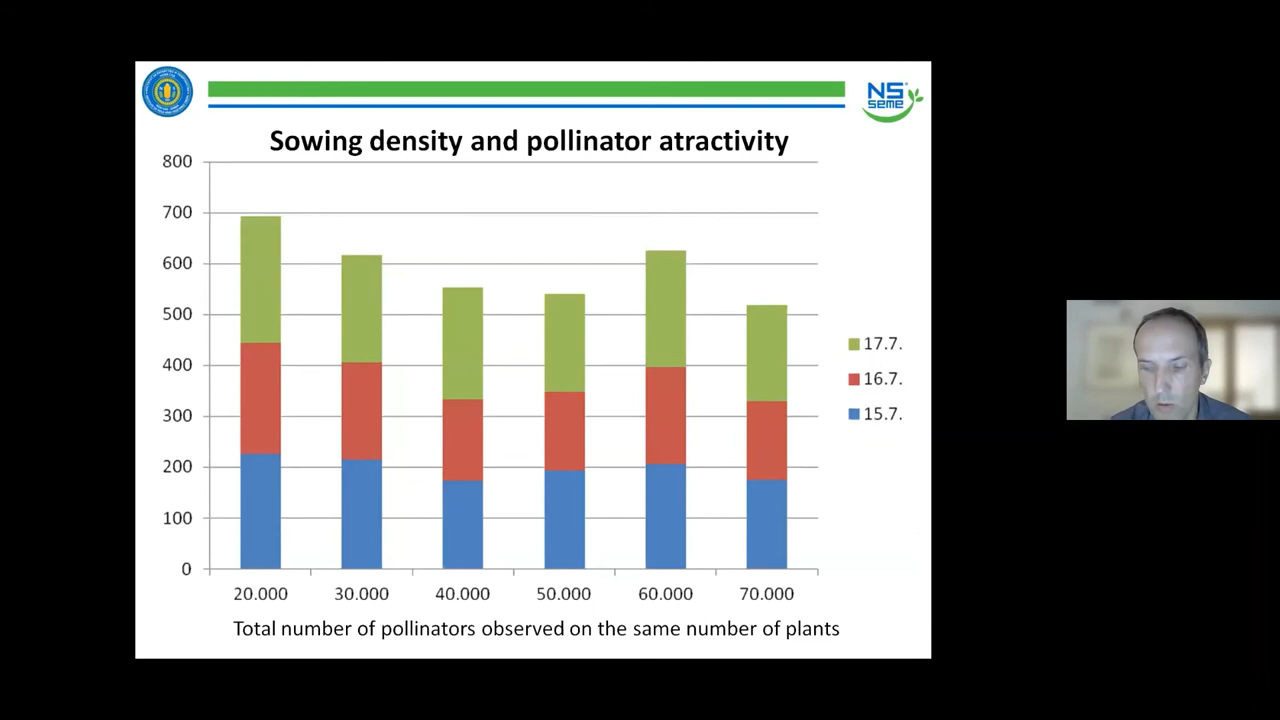 NS
seme
Sowing density and pollinator atractivity
800
700
600
500
400
300
200
100
0
17.7.
16.7.
15.7.
20.000 30.000 40.000 50.000 60.000 70.000
Total number of pollinators observed on the same number of plants